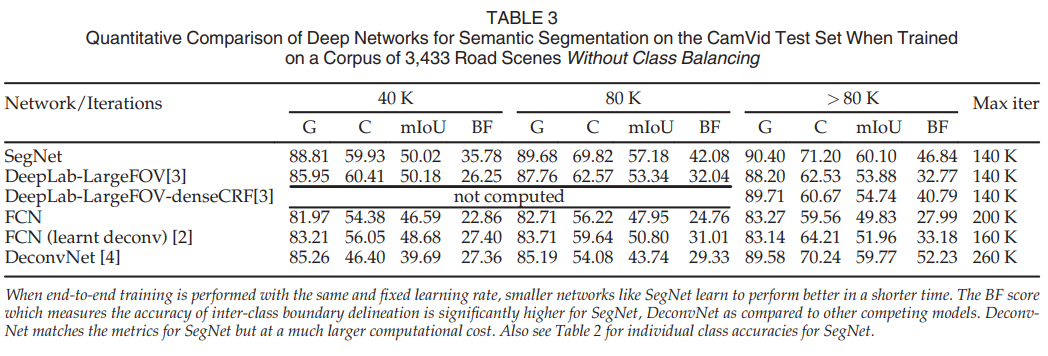 TABLE 3
Quantitative Comparison of Deep Networks for Semantic Segmentation on the CamVid Test Set When Trained
on a Corpus of 3,433 Road Scenes Without Class Balancing
Network/Iterations 40 K 80 K > 80 K Max iter
G C mIoU BF G C mIoU BF G C mIoU BF
SegNet 88.81 59.93 50.02 35.78 89.68 69.82 57.18 42.08 90.40 71.20 60.10 46.84 140 K
DeepLab-LargeFOV[3] 85.95 60.41 50.18 26.25 87.76 62.57 53.34 32.04 88.20 62.53 53.88 32.77 140 K
DeepLab-LargeFOV-denseCRF[3] not computed 89.71 60.67 54.74 40.79 140 K
FCN 81.97 54.38 46.59 22.86 82.71 56.22 47.95 24.76 83.27 59.56 49.83 27.99 200 K
FCN (learnt deconv) [2] 83.21 56.05 48.68 27.40 83.71 59.64 50.80 31.01 83.14 64.21 51.96 33.18 160 K
DeconvNet [4] 85.26 46.40 39.69 27.36 85.19 54.08 43.74 29.33 89.58 70.24 59.77 52.23 260 K
When end-to-end training is performed with the same and fixed learning rate, smaller networks like SegNet learn to perform better in a shorter time. The BF score
which measures the accuracy of inter-class boundary delineation is significantly higher for SegNet, DeconvNet as compared to other competing models. Deconv-
Net matches the metrics for SegNet but at a much larger computational cost. Also see Table 2 for individual class accuracies for SegNet.